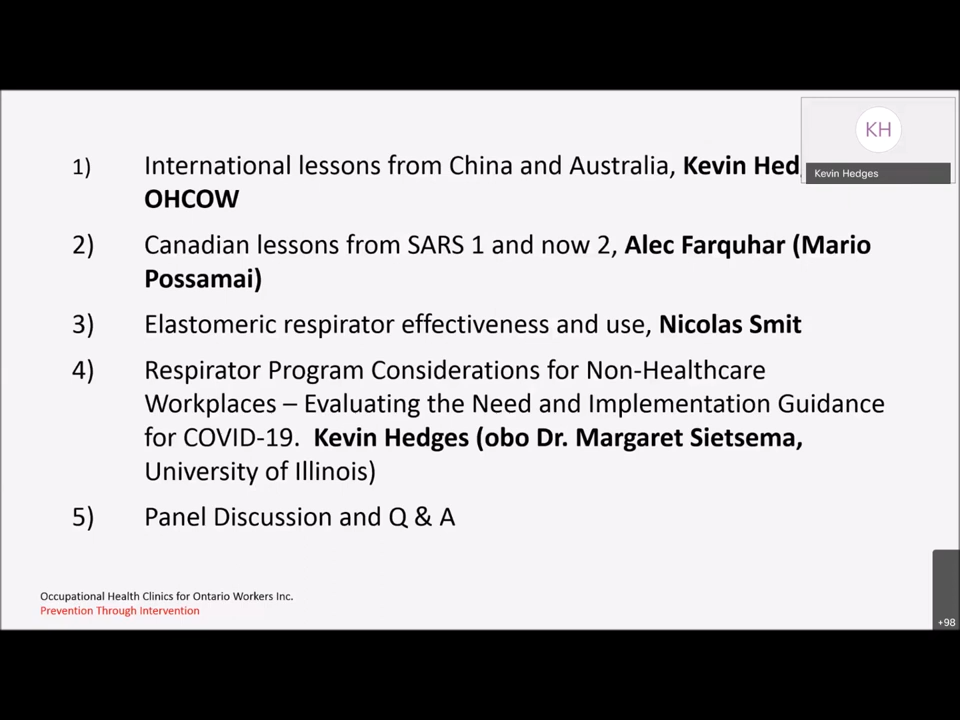 KH
Kevin Hedges
1) International lessons from China and Australia, Kevin
OHCOW
2) Canadian lessons from SARS 1 and now 2, Alec Farquhar (Mario
Possamai)
3) Elastomeric respirator effectiveness and use, Nicolas Smit
4) Respirator Program Considerations for Non-Healthcare
Workplaces – Evaluating the Need and Implementation Guidance
for COVID-19. Kevin Hedges (obo Dr. Margaret Sietsema,
University of Illinois)
5) Panel Discussion and Q & A
Occupational Health Clinics for Ontario Workers Inc.
Prevention Through Intervention
+98